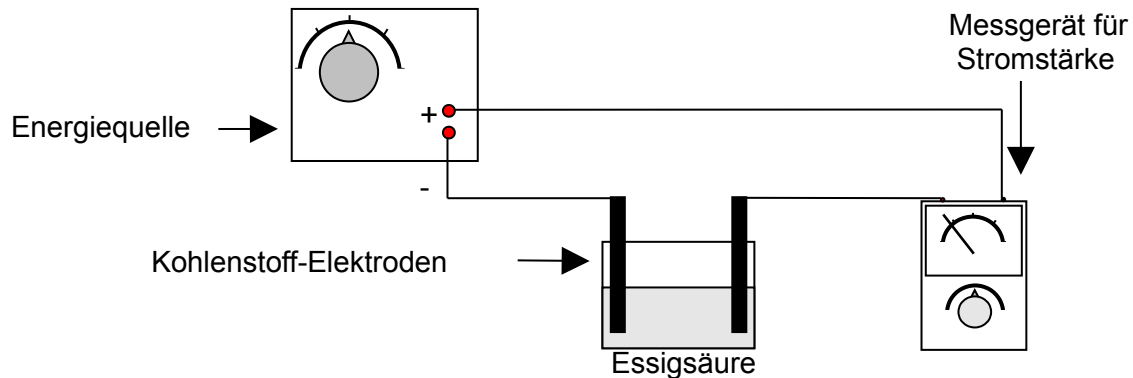 Messgerät für
Stromstärke
Energiequelle
+
-
Kohlenstoff-Elektroden
Essigsäure